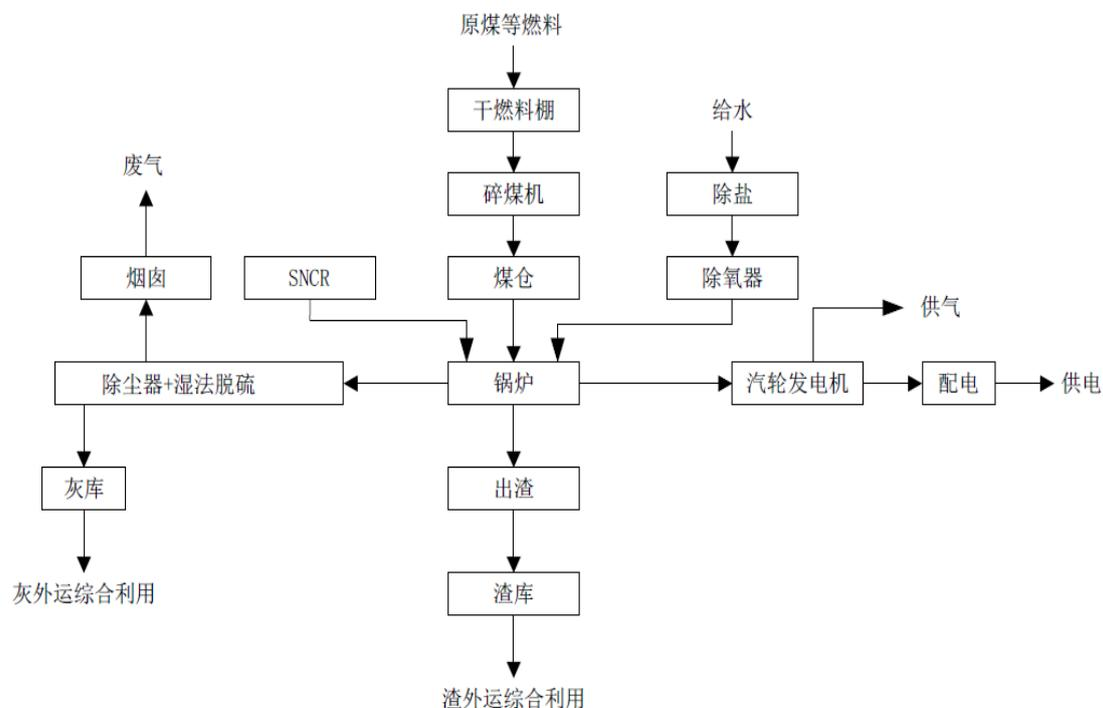 原煤等燃料
干燃料棚
给水
废气
碎煤机
除盐
烟囱
SNCR
煤仓
除氧器
供气
除尘器+湿法脱硫
锅炉
汽轮发电机
配电
供电
灰库
出渣
灰外运综合利用
渣库
渣外运综合利用